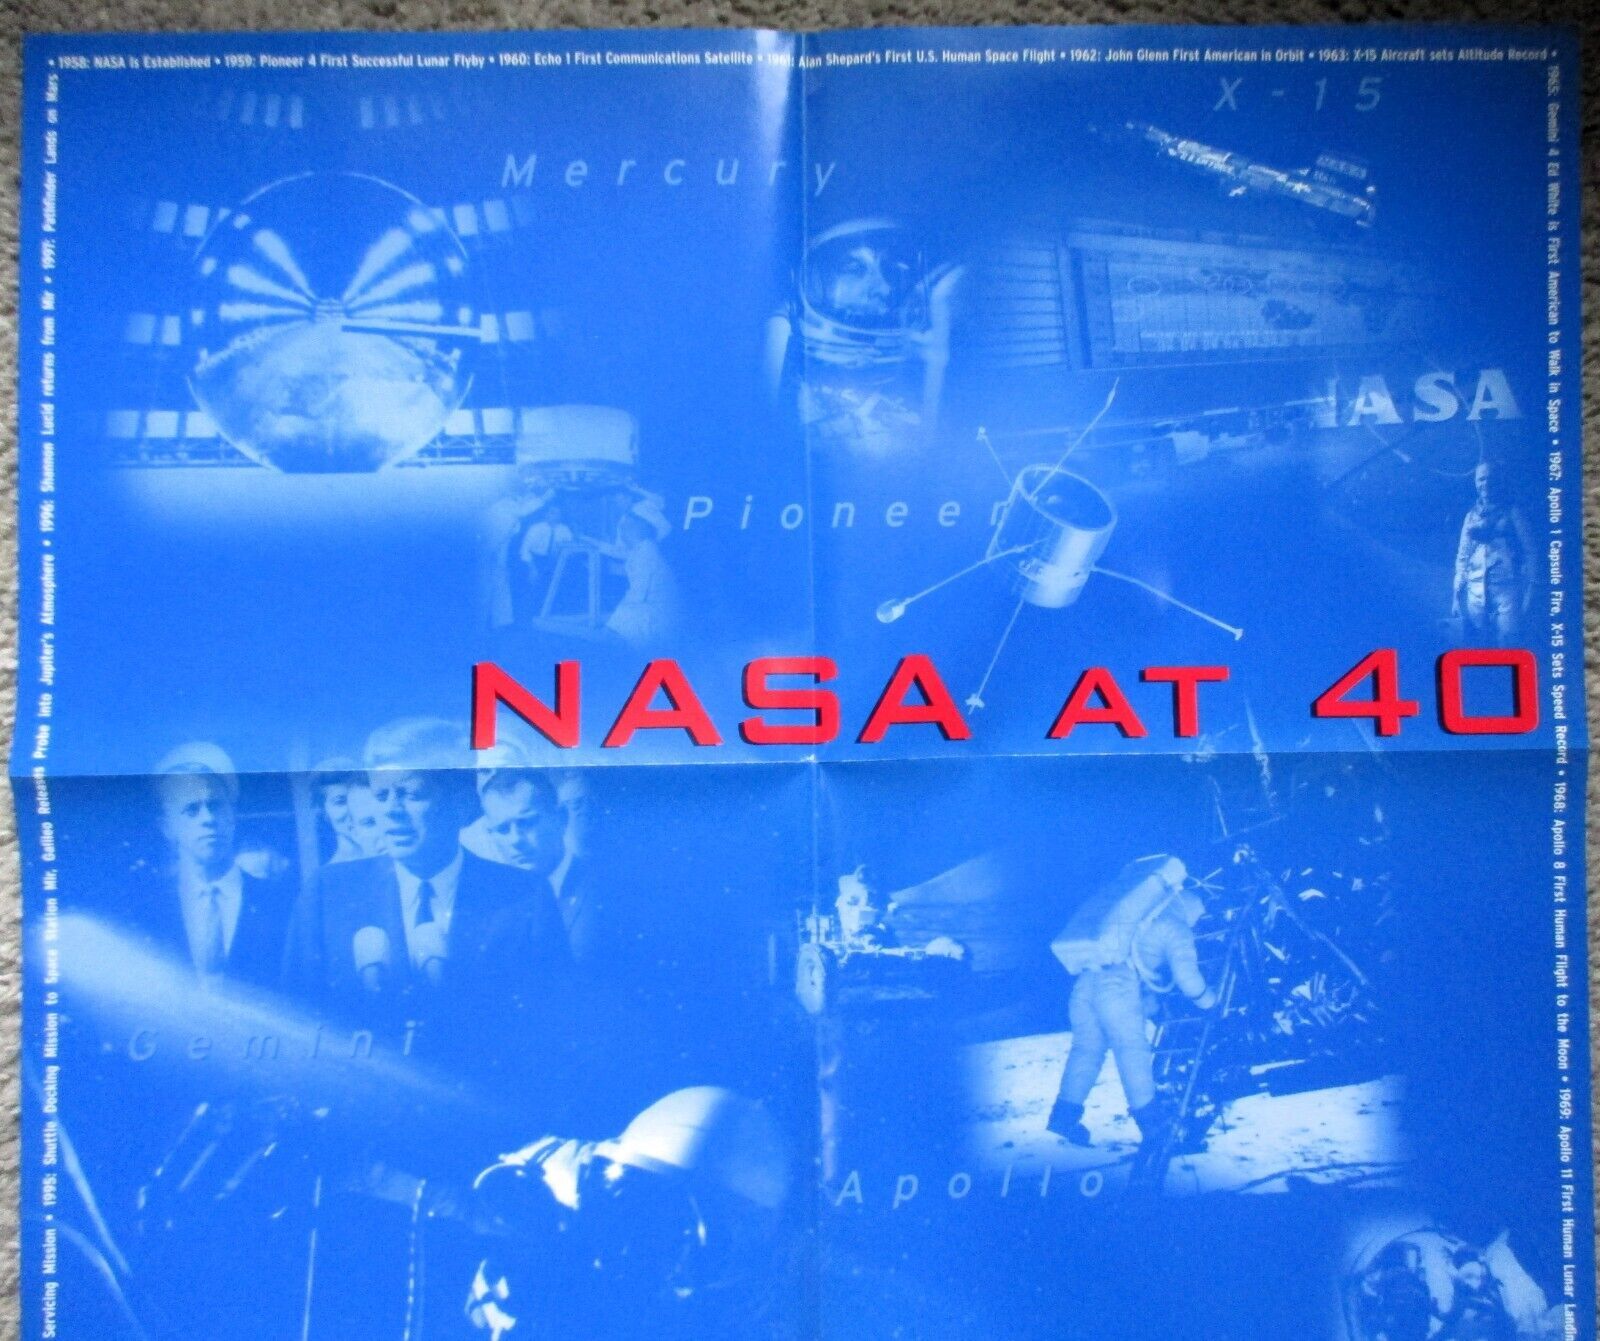 • 1958: NASA is Established • 1959: Pioneer 4 First Successful Lunar Flyby • 1960: Echo 1 First Communications Satellite • 1961: Alan Shepard's First U.S. Human Space Flight • 1962: John Glenn First American in Orbit • 1963: X-15 Aircraft sets Altitude Record •
1965: Gemini 4 Ed White is First American to Walk in Space • 1967: Apollo 1 Capsule Fire, X-15 Sets Speed Record • 1968: Apollo 8 First Human Flight to the Moon • 1969: Apollo 11 First Human Lunar
Servicing Mission • 1995: Shuttle Docking Mission to Space Station Mir, Galileo Releases Probe into Jupiter's Atmosphere • 1996: Shannon Lucid returns from Mir • 1997: Pathfinder Lands on Mars
X-15
Mercury
NASA
Pioneer
NASA AT 40
Gemini
Apollo